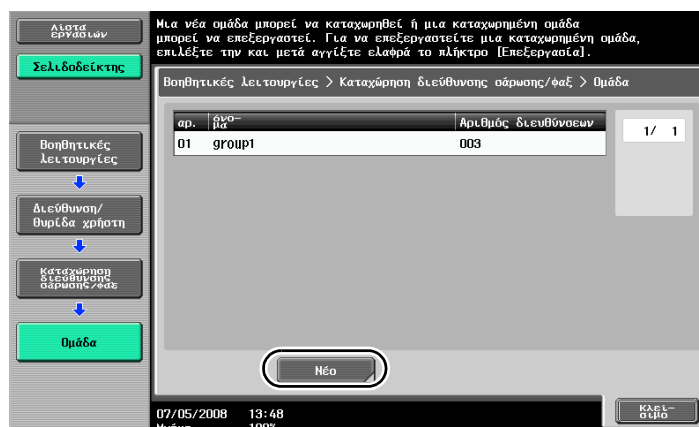 Λίστα
εργασιών
Σελιδοδείκτης
Βοηθητικές
λειτουργίες
Διεύθυνση/
θυρίδα χρήστη
Καταχώρηση
διεύθυνσης
σάρωσης/φαξ
Ομάδα
Μια νέα ομάδα μπορεί να καταχωρηθεί ή μια καταχωρημένη ομάδα
μπορεί να επεξεργαστεί. Για να επεξεργαστείτε μια καταχωρημένη ομάδα,
επιλέξτε την και μετά αγγίξτε ελαφρά το πλήκτρο [Επεξεργασία].
Βοηθητικές λειτουργίες > Καταχώρηση διεύθυνσης σάρωσης/φαξ > Ομάδα
αρ. όνο-
μα Αριθμός διευθύνσεων
01 group1 003
1/ 1
Νέο
07/05/2008 13:48
Μνήμη 100%
Κλεί-
σιμο